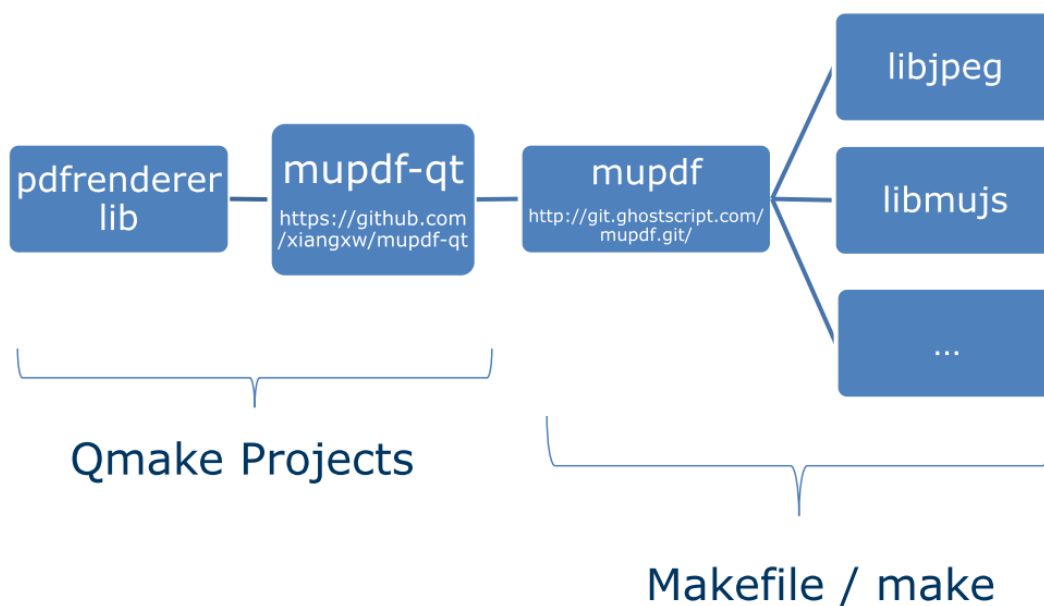 pdfrenderer
lib
mupdf-qt
https://github.com
/xiangxw/mupdf-qt
mupdf
http://git.ghostscript.com/
mupdf.git/
libjpeg
libmujs
...
Qmake Projects
Makefile / make